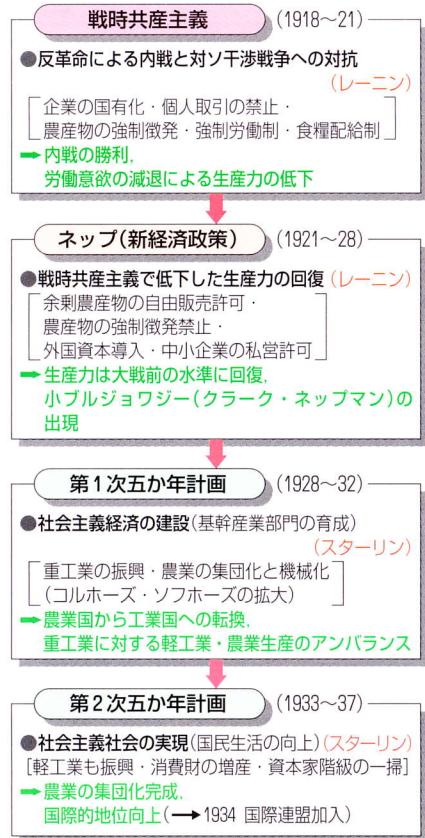 戦時共産主義 (1918〜21)
●反革命による内戦と対ソ干渉戦争への対抗
(レーニン)
企業の国有化・個人取引の禁止・
農産物の強制徴発・強制労働制・食糧配給制
➡内戦の勝利,
労働意欲の減退による生産力の低下
ネップ(新経済政策) (1921〜28)
●戦時共産主義で低下した生産力の回復(レーニン)
余剰農産物の自由販売許可・
農産物の強制徴発禁止・
外国資本導入・中小企業の私営許可
➡生産力は大戦前の水準に回復,
小ブルジョワジー(クラーク・ネップマン)の
出現
第1次五か年計画 (1928〜32)
●社会主義経済の建設(基幹産業部門の育成)
(スターリン)
重工業の振興・農業の集団化と機械化
(コルホーズ・ソフホーズの拡大)
➡農業国から工業国への転換,
重工業に対する軽工業・農業生産のアンバランス
第2次五か年計画 (1933〜37)
●社会主義社会の実現(国民生活の向上)(スターリン)
[軽工業も振興・消費財の増産・資本家階級の一掃]
➡農業の集団化完成,
国際的地位向上(→1934 国際連盟加入)